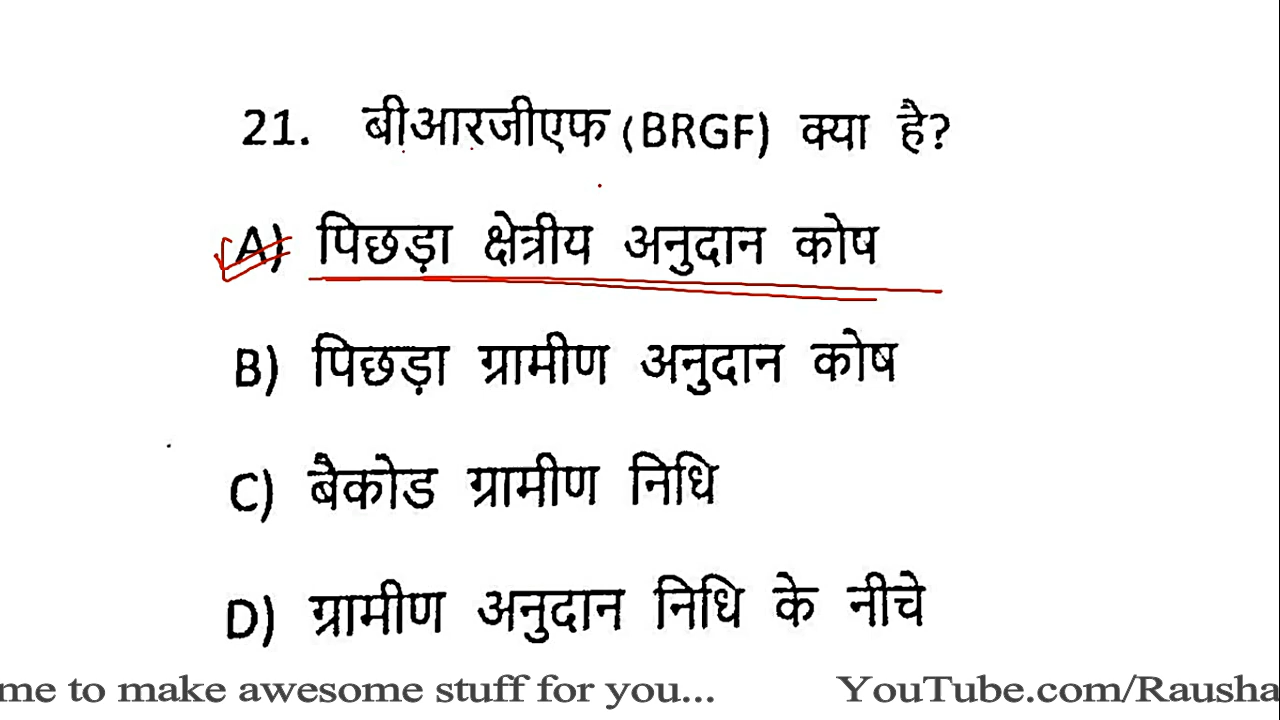 21. बीआरजीएफ (BRGF) क्या है?
A) पिछड़ा क्षेत्रीय अनुदान कोष
B) पिछड़ा ग्रामीण अनुदान कोष
C) बैकोड ग्रामीण निधि
D) ग्रामीण अनुदान निधि के नीचे
me to make awesome stuff for you... YouTube.com/Rausha